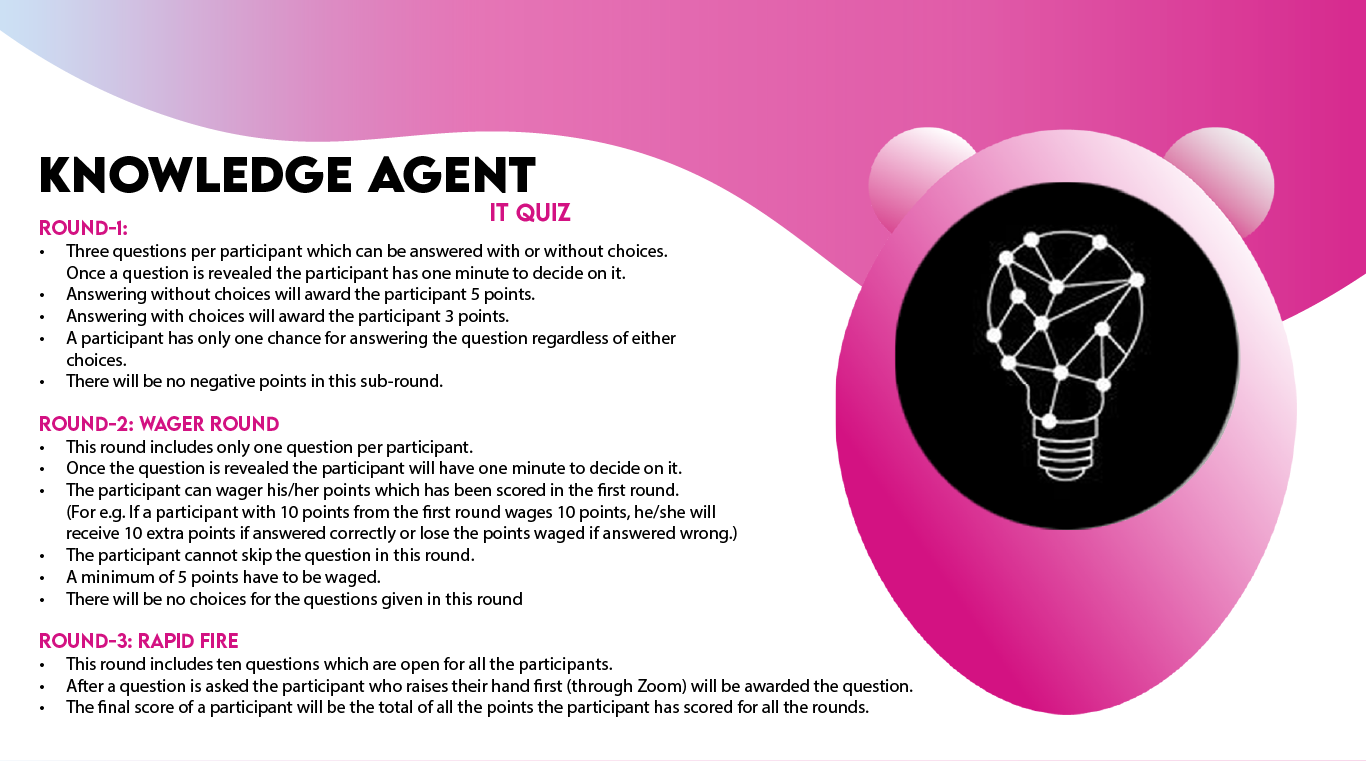 KNOWLEDGE AGENT
IT QUIZ
ROUND-1:
• Three questions per participant which can be answered with or without choices.
Once a question is revealed the participant has one minute to decide on it.
• Answering without choices will award the participant 5 points.
• Answering with choices will award the participant 3 points.
• A participant has only one chance for answering the question regardless of either
choices.
• There will be no negative points in this sub-round.
ROUND-2: WAGER ROUND
• This round includes only one question per participant.
• Once the question is revealed the participant will have one minute to decide on it.
• The participant can wager his/her points which has been scored in the first round.
(For e.g. If a participant with 10 points from the first round wages 10 points, he/she will
receive 10 extra points if answered correctly or lose the points waged if answered wrong.)
• The participant cannot skip the question in this round.
• A minimum of 5 points have to be waged.
• There will be no choices for the questions given in this round
ROUND-3: RAPID FIRE
• This round includes ten questions which are open for all the participants.
• After a question is asked the participant who raises their hand first (through Zoom) will be awarded the question.
• The final score of a participant will be the total of all the points the participant has scored for all the rounds.